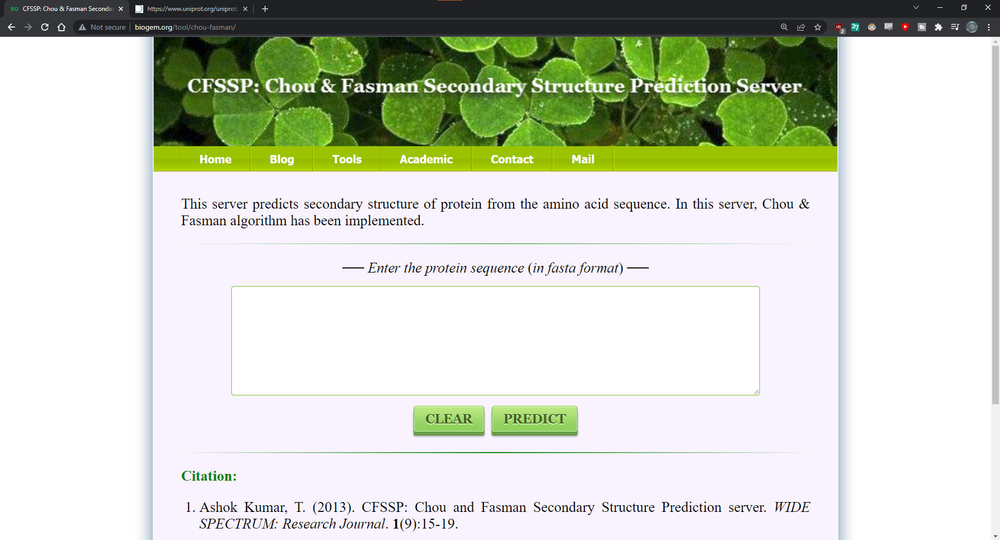 BG CFSSP: Chou & Fasman Seconda
https://www.uniprot.org/uniprot/
Not secure biogem.org/tool/chou-fasman/
2
27
CFSSP: Chou & Fasman Secondary Structure Prediction Server
Home Blog Tools Academic Contact Mail
This server predicts secondary structure of protein from the amino acid sequence. In this server, Chou &
Fasman algorithm has been implemented.
Enter the protein sequence (in fasta format)
CLEAR PREDICT
Citation:
1. Ashok Kumar, T. (2013). CFSSP: Chou and Fasman Secondary Structure Prediction server. WIDE
SPECTRUM: Research Journal. 1(9):15-19.